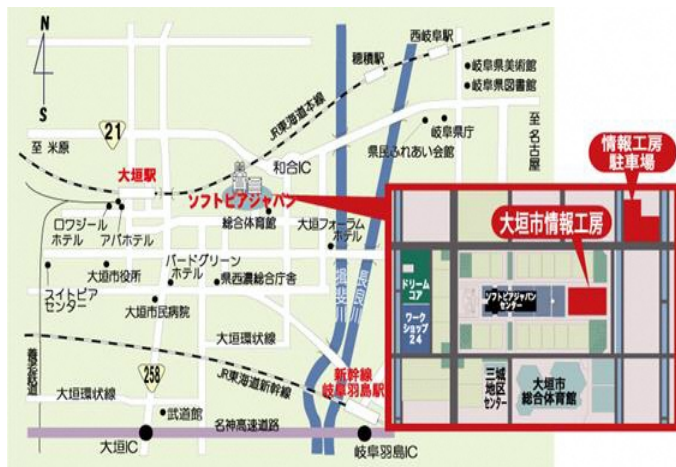 N
S
西岐阜駅
穂積駅
岐阜県美術館
岐阜県図書館
JR東海道本線
21
至 米原
岐阜県庁
県民ふれあい会館
至 名古屋
大垣駅
和合IC
ソフトピアジャパン
総合体育館
ロワジール
ホテル
アパホテル
大垣フォーラム
ホテル
バードグリーン
ホテル
大垣市役所
県西濃総合庁舎
スイトピア
センター
大垣市民病院
揖斐川
長良川
大垣環状線
養老鉄道
258
JR東海道新幹線
新幹線
岐阜羽島駅
大垣環状線
武道館
名神高速道路
大垣IC
岐阜羽島IC
情報工房
駐車場
大垣市情報工房
ドリーム
コア
ソフトピアジャパン
センター
ワーク
ショップ
24
三城
地区
センター
大垣市
総合体育館